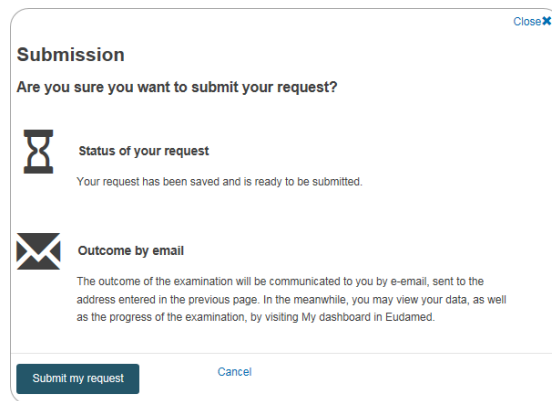 Close✖
Submission
Are you sure you want to submit your request?
Status of your request
Your request has been saved and is ready to be submitted.
Outcome by email
The outcome of the examination will be communicated to you by e-email, sent to the
address entered in the previous page. In the meanwhile, you may view your data, as well
as the progress of the examination, by visiting My dashboard in Eudamed.
Submit my request
Cancel